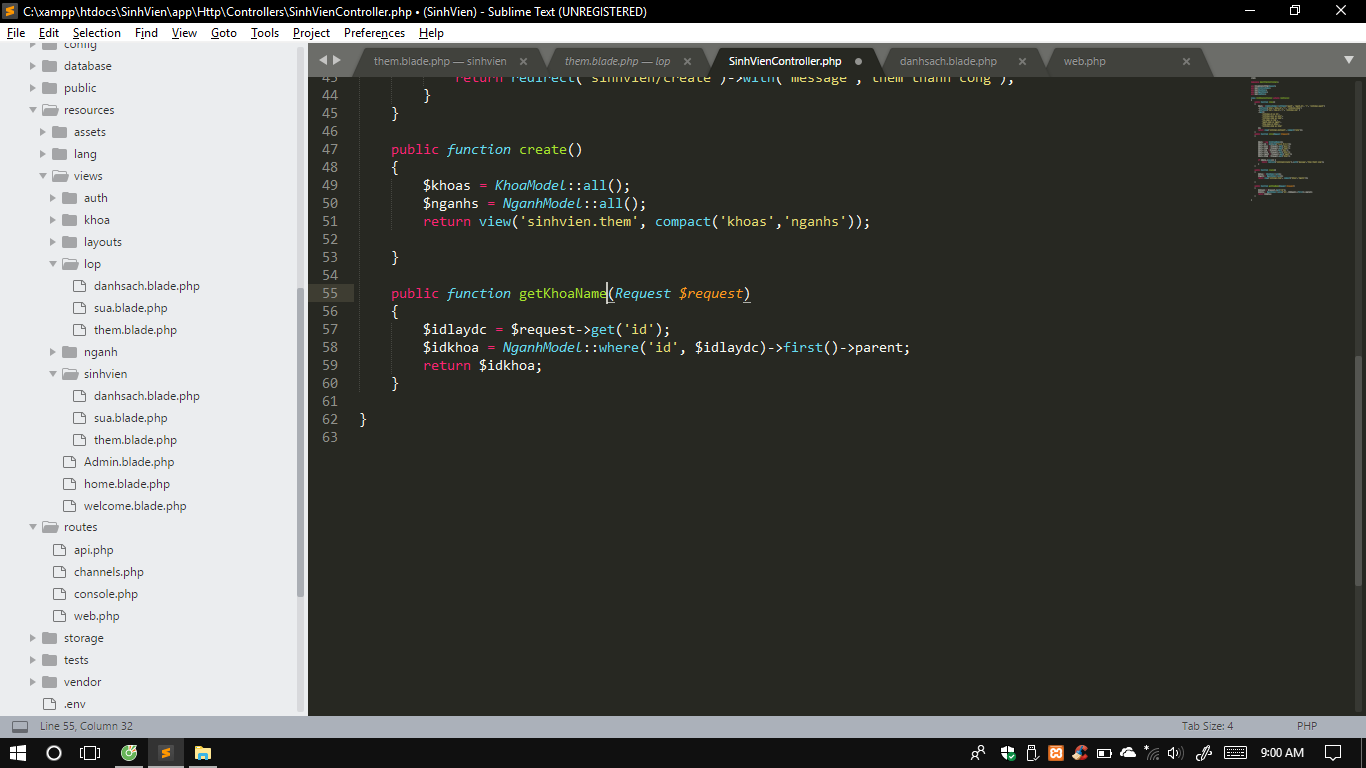 C:\xampp\htdocs\SinhVien\app\Http\Controllers\SinhVienController.php • (SinhVien) - Sublime Text (UNREGISTERED)
File Edit Selection Find View Goto Tools Project Preferences Help
config
database
public
resources
assets
lang
views
auth
khoa
layouts
lop
danhsach.blade.php
sua.blade.php
them.blade.php
nganh
sinhvien
danhsach.blade.php
sua.blade.php
them.blade.php
Admin.blade.php
home.blade.php
welcome.blade.php
routes
api.php
channels.php
console.php
web.php
storage
tests
vendor
.env
them.blade.php — sinhvien
them.blade.php — lop
SinhVienController.php
danhsach.blade.php
web.php
43 return redirect('sinhvien/create')->with('message','them thanh cong');
44 }
45 }
46
47 public function create()
48 {
49 $khoas = KhoaModel::all();
50 $nganhs = NganhModel::all();
51 return view('sinhvien.them', compact('khoas','nganhs'));
52
53 }
54
55 public function getKhoaName(Request $request)
56 {
57 $idlaydc = $request->get('id');
58 $idkhoa = NganhModel::where('id', $idlaydc)->first()->parent;
59 return $idkhoa;
60 }
61
62 }
63
Line 55, Column 32
Tab Size: 4
PHP
9:00 AM